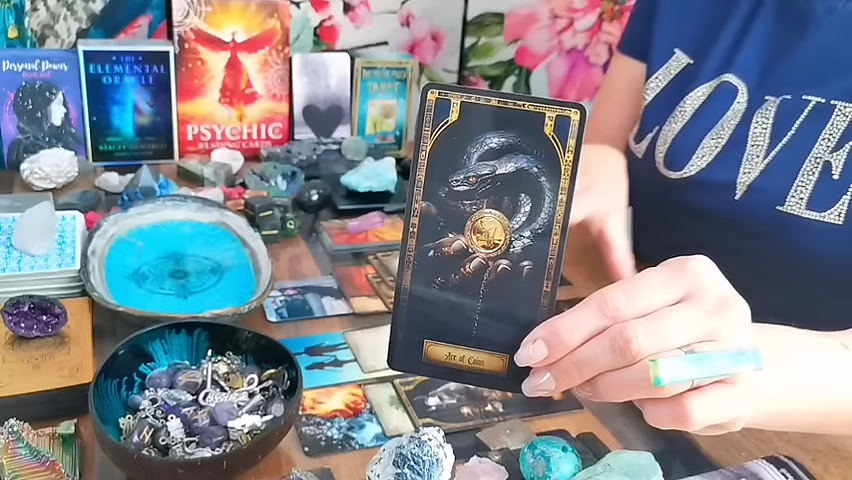 Personal Power
THE
ELEMENTAL
ORACLE
PSYCHIC
READING CARDS
Ace of Coins
LOVE